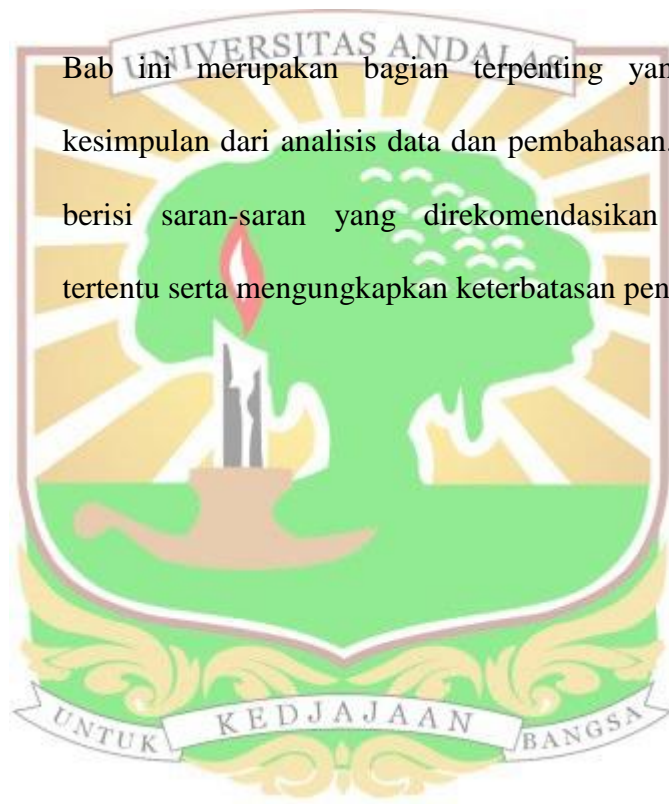 UNIVERSITAS ANDALAS
Bab ini merupakan bagian terpenting yan
kesimpulan dari analisis data dan pembahasan.
berisi saran-saran yang direkomendasikan
tertentu serta mengungkapkan keterbatasan pen
UNTUK KEDJAJAAN BANGSA